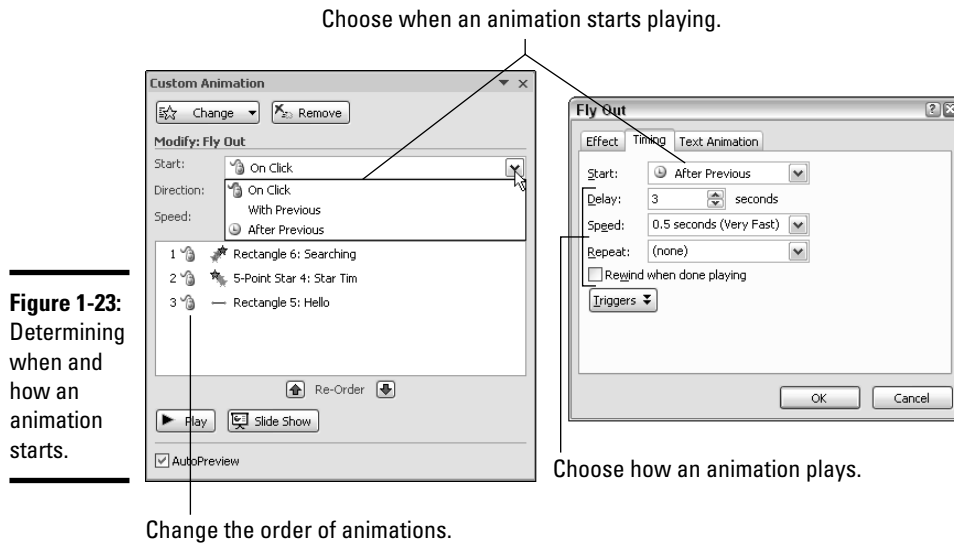 Choose when an animation starts playing.
Custom Animation
Change
Remove
Modify: Fly Out
Start:
On Click
Direction:
On Click
With Previous
Speed:
After Previous
1 Rectangle 6: Searching
2 5-Point Star 4: Star Tim
3 Rectangle 5: Hello
Re-Order
Play
Slide Show
AutoPreview
Fly Out
Effect Timing Text Animation
Start: After Previous
Delay: 3 seconds
Speed: 0.5 seconds (Very Fast)
Repeat: (none)
Rewind when done playing
Triggers
OK Cancel
Figure 1-23:
Determining
when and
how an
animation
starts.
Choose how an animation plays.
Change the order of animations.